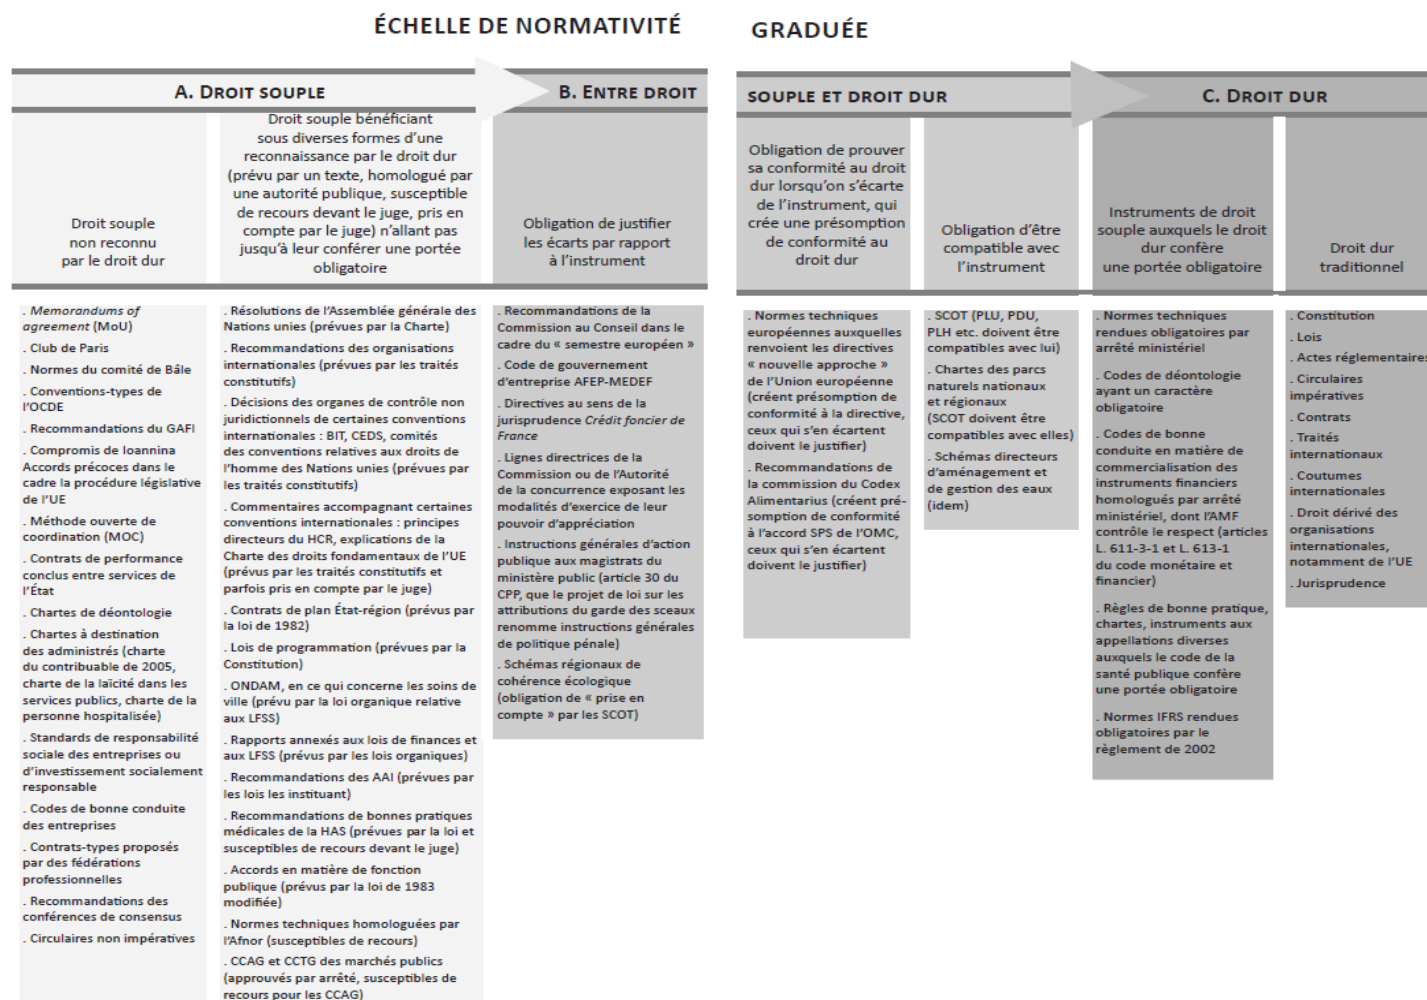 ÉCHELLE DE NORMATIVITÉ GRADUÉE
A. DROIT SOUPLE
B. ENTRE DROIT
SOUPLE ET DROIT DUR
C. DROIT DUR
Droit souple
non reconnu
par le droit dur
Droit souple bénéficiant
sous diverses formes d'une
reconnaissance par le droit dur
(prévu par un texte, homologué par
une autorité publique, susceptible
de recours devant le juge, pris en
compte par le juge) n'allant pas
jusqu'à leur conférer une portée
obligatoire
Obligation de justifier
les écarts par rapport
à l'instrument
Obligation de prouver
sa conformité au droit
dur lorsqu'on s'écarte
de l'instrument, qui
crée une présomption
de conformité au
droit dur
Obligation d'être
compatible avec
l'instrument
Instruments de droit
souple auxquels le droit
dur confère
une portée obligatoire
Droit dur
traditionnel
. Memorandums of
agreement (MoU)
. Club de Paris
. Normes du comité de Bâle
. Conventions-types de
l'OCDE
. Recommandations du GAFI
. Compromis de Ioannina
Accords précoces dans le
cadre la procédure législative
de l'UE
. Méthode ouverte de
coordination (MOC)
. Contrats de performance
conclus entre services de
l'État
. Chartes de déontologie
. Chartes à destination
des administrés (charte
du contribuable de 2005,
charte de la laïcité dans les
services publics, charte de la
personne hospitalisée)
. Standards de responsabilité
sociale des entreprises ou
d'investissement socialement
responsable
. Codes de bonne conduite
des entreprises
. Contrats-types proposés
par des fédérations
professionnelles
. Recommandations des
conférences de consensus
. Circulaires non impératives
. Résolutions de l'Assemblée générale des
Nations unies (prévues par la Charte)
. Recommandations des organisations
internationales (prévues par les traités
constitutifs)
. Décisions des organes de contrôle non
juridictionnels de certaines conventions
internationales : BIT, CEDS, comités
des conventions relatives aux droits de
l'homme des Nations unies (prévues par
les traités constitutifs)
. Commentaires accompagnant certaines
conventions internationales : principes
directeurs du HCR, explications de la
Charte des droits fondamentaux de l'UE
(prévues par les traités constitutifs et
parfois pris en compte par le juge)
. Contrats de plan État-région (prévus par
la loi de 1982)
. Lois de programmation (prévues par la
Constitution)
. ONDAM, en ce qui concerne les soins de
ville (prévu par la loi organique relative
aux LFSS)
. Rapports annexés aux lois de finances et
aux LFSS (prévus par les lois organiques)
. Recommandations des AAI (prévues par
les lois les instituant)
. Recommandations de bonnes pratiques
médicales de la HAS (prévues par la loi et
susceptibles de recours devant le juge)
. Accords en matière de fonction
publique (prévus par la loi de 1983
modifiée)
. Normes techniques homologuées par
l'Afnor (susceptibles de recours)
. CCAG et CCTG des marchés publics
(approuvés par arrêté, susceptibles de
recours pour les CCAG)
. Recommandations de la
Commission au Conseil dans le
cadre du « semestre européen »
. Code de gouvernement
d'entreprise AFEP-MEDEF
. Directives au sens de la
jurisprudence Crédit foncier de
France
. Lignes directrices de la
Commission ou de l'Autorité
de la concurrence exposant les
modalités d'exercice de leur
pouvoir d'appréciation
. Instructions générales d'action
publique aux magistrats du
ministère public (article 30 du
CPP, que le projet de loi sur les
attributions du garde des sceaux
renomme instructions générales
de politique pénale)
. Schémas régionaux de
cohérence écologique
(obligation de « prise en
compte » par les SCOT)
. Normes techniques
européennes auxquelles
renvoient les directives
« nouvelle approche »
de l'Union européenne
(créent présomption de
conformité à la directive,
ceux qui s'en écartent
doivent le justifier)
. Recommandations de
la commission du Codex
Alimentarius (créent pré-
somption de conformité
à l'accord SPS de l'OMC,
ceux qui s'en écartent
doivent le justifier)
. SCOT (PLU, PDU,
PLH etc. doivent être
compatibles avec lui)
. Chartes des parcs
naturels nationaux
et régionaux
(SCOT doivent être
compatibles avec elles)
. Schémas directeurs
d'aménagement et
de gestion des eaux
(idem)
. Normes techniques
rendues obligatoires par
arrêté ministériel
. Codes de déontologie
ayant un caractère
obligatoire
. Codes de bonne
conduite en matière de
commercialisation des
instruments financiers
homologués par arrêté
ministériel, dont l'AMF
contrôle le respect (articles
L. 611-3-1 et L. 613-1
du code monétaire et
financier)
. Règles de bonne pratique,
chartes, instruments aux
appellations diverses
auxquels le code de la
santé publique confère
une portée obligatoire
. Normes IFRS rendues
obligatoires par le
règlement de 2002
. Constitution
. Lois
. Actes réglementaires
. Circulaires
impératives
. Contrats
. Traités
internationaux
. Coutumes
internationales
. Droit dérivé des
organisations
internationales,
notamment de l'UE
. Jurisprudence